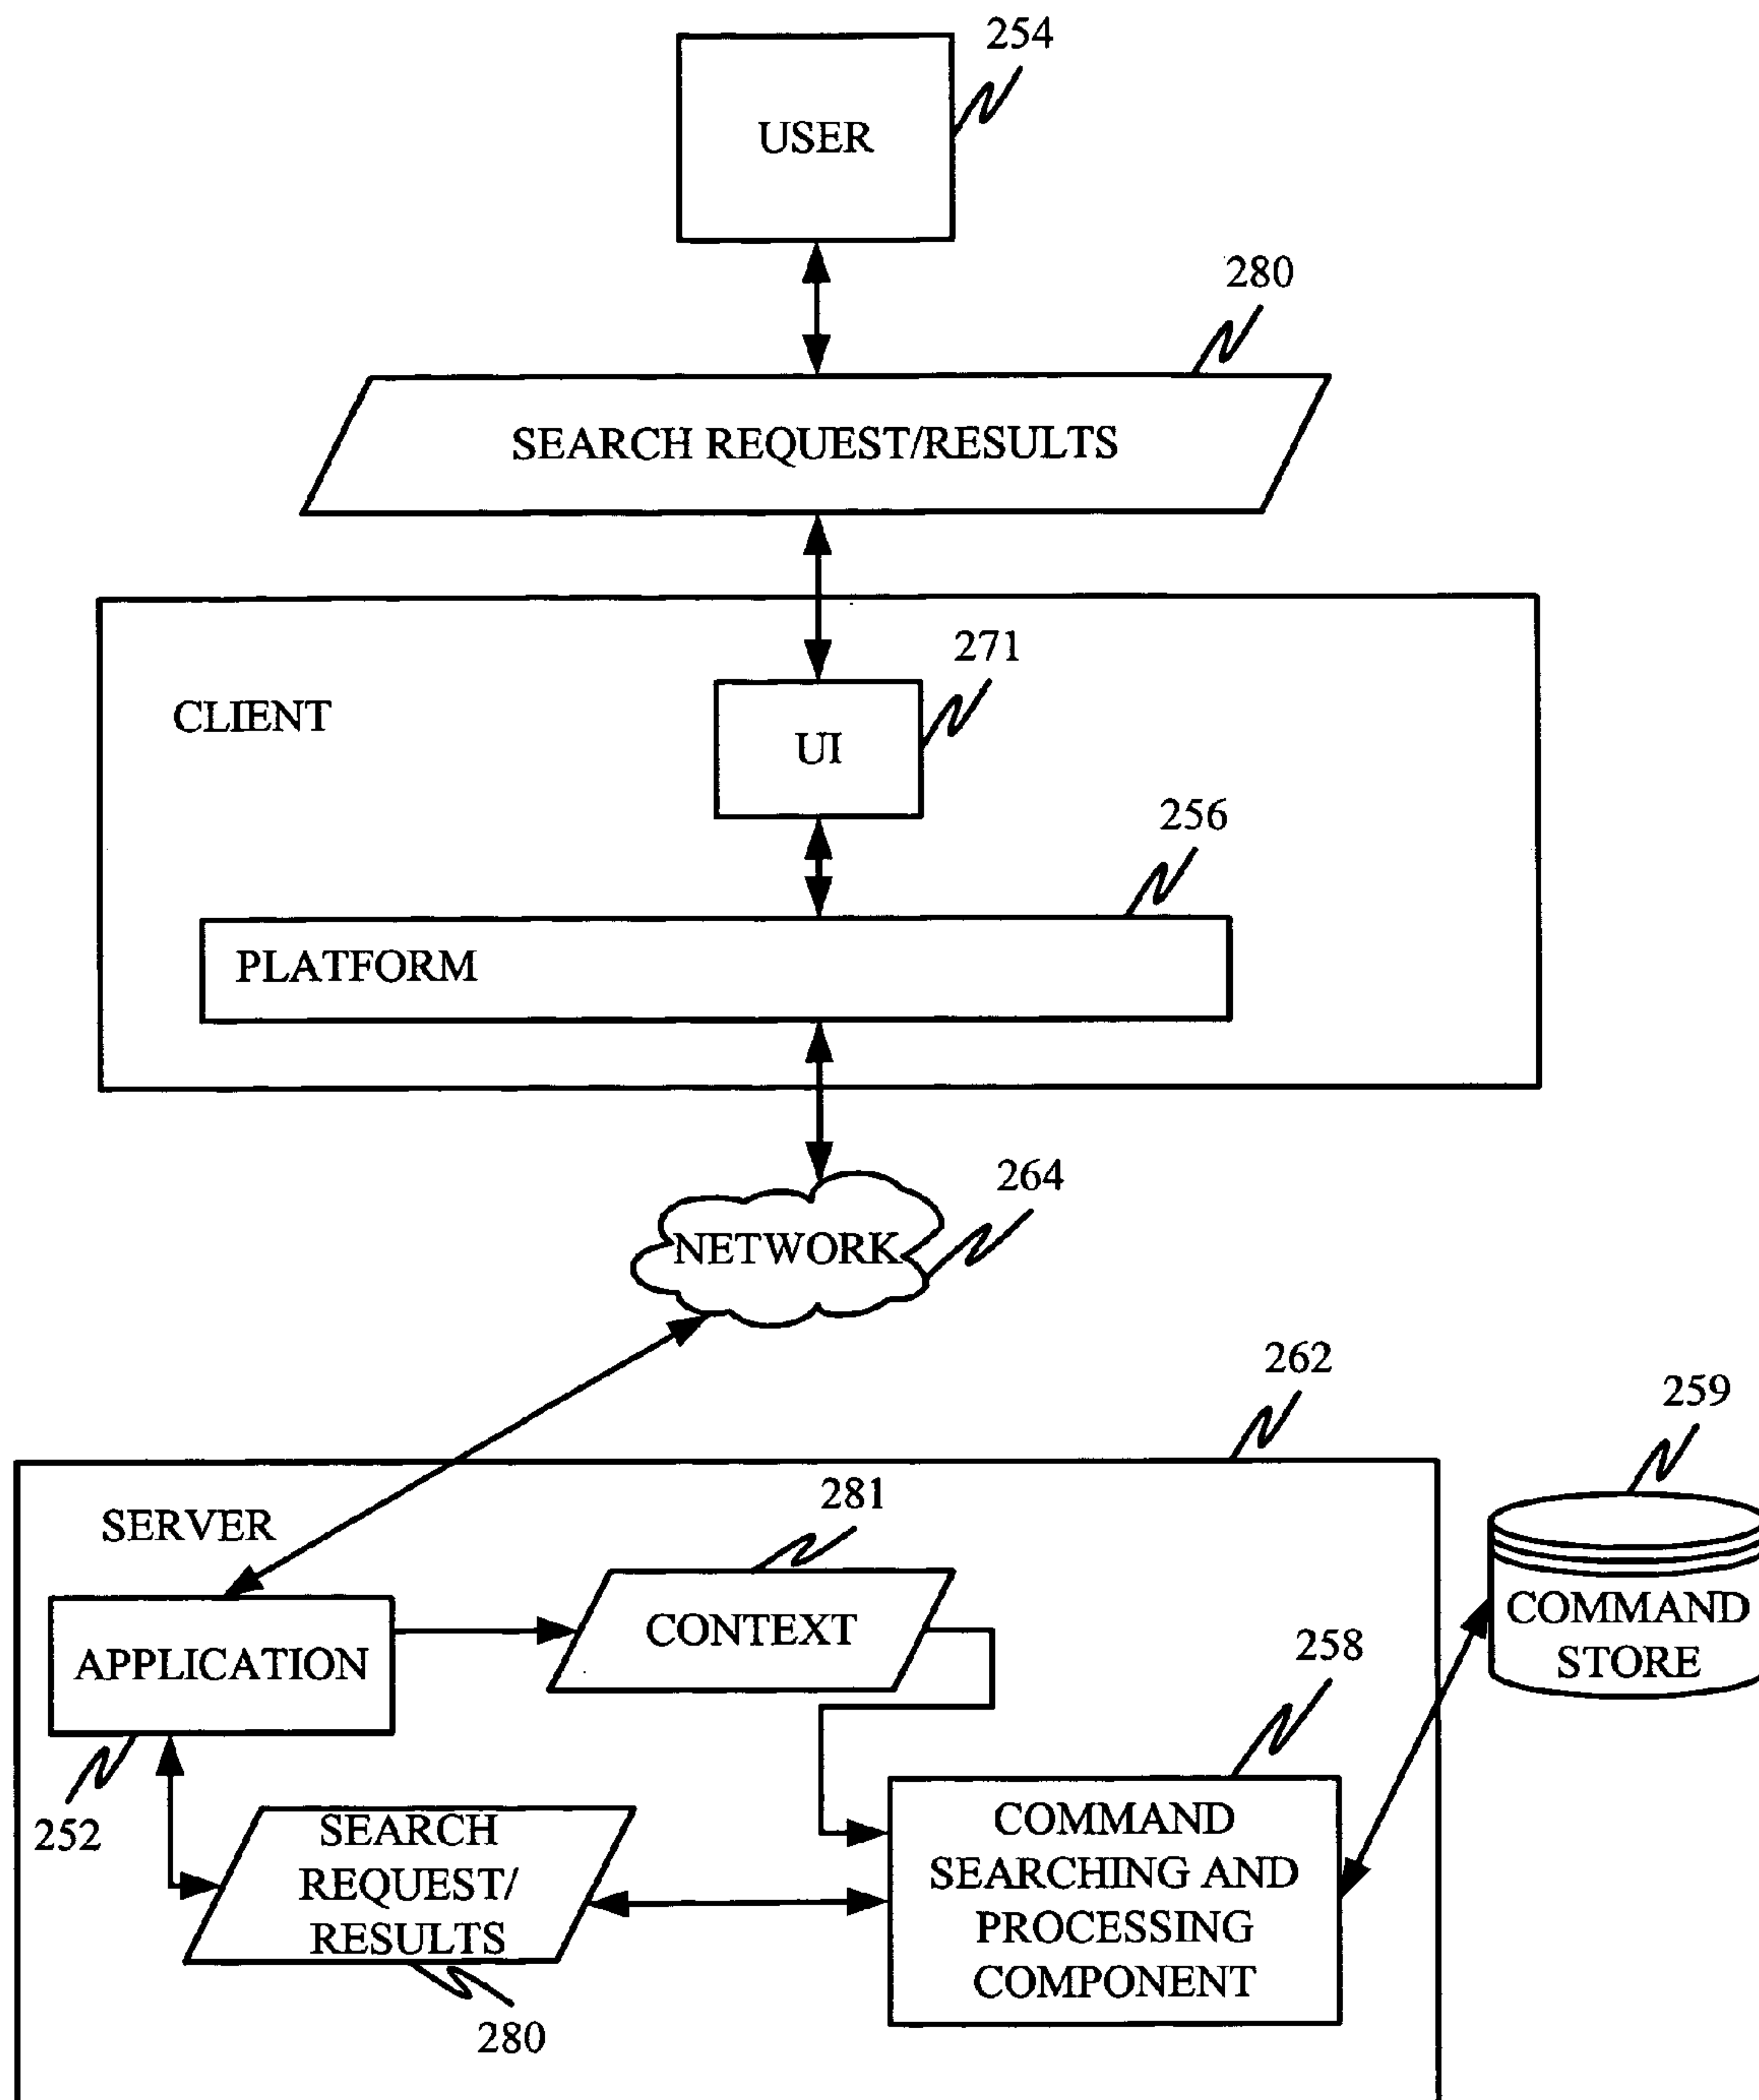 254
USER
280
SEARCH REQUEST/RESULTS
271
CLIENT
UI
256
PLATFORM
264
NETWORK
262
259
281
SERVER
COMMAND
STORE
CONTEXT
258
APPLICATION
252
SEARCH
REQUEST/
RESULTS
COMMAND
SEARCHING AND
PROCESSING
COMPONENT
280